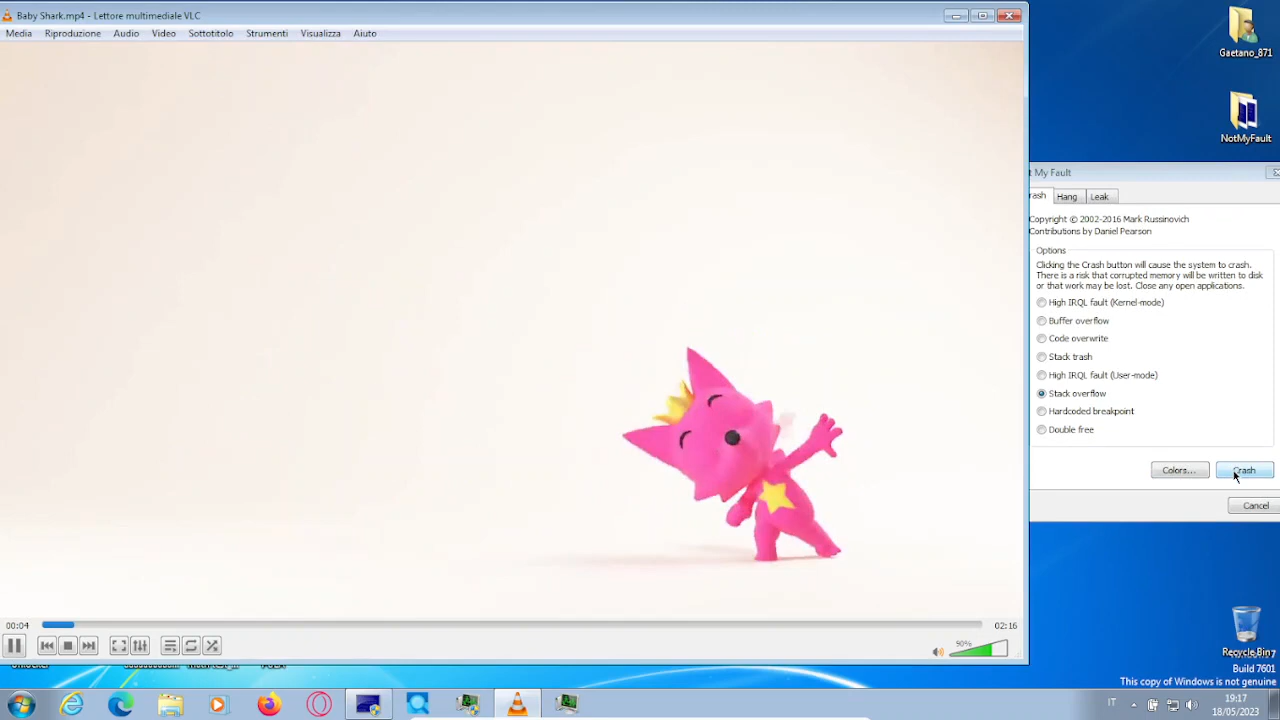 Baby Shark.mp4 - Lettore multimediale VLC
Media Riproduzione Audio Video Sottotitolo Strumenti Visualizza Aiuto
Gaetano_871
NotMyFault
t My Fault
rash Hang Leak
Copyright © 2002-2016 Mark Russinovich
Contributions by Daniel Pearson
Options
Clicking the Crash button will cause the system to crash.
There is a risk that corrupted memory will be written to disk
or that work may be lost. Close any open applications.
High IRQL fault (Kernel-mode)
Buffer overflow
Code overwrite
Stack trash
High IRQL fault (User-mode)
Stack overflow
Hardcoded breakpoint
Double free
Colors... Crash
Cancel
00:04 02:16
90%
Recycle Bin
Build 7601
This copy of Windows is not genuine
IT
19:17
18/05/2023